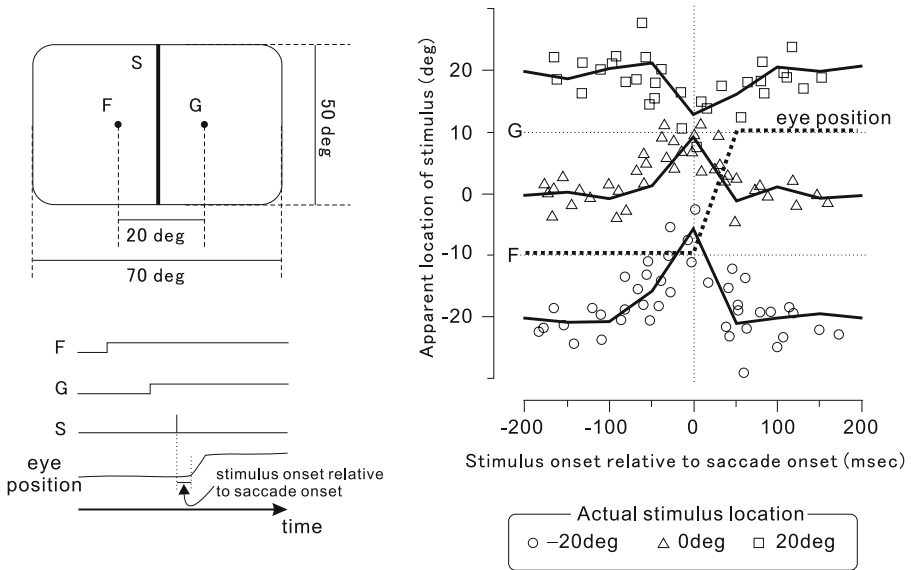 S
F
G
20 deg
70 deg
50 deg
F
G
S
eye
position
stimulus onset relative
to saccade onset
time
Apparent location of stimulus (deg)
20
10
0
-10
-20
G
F
eye position
-200
-100
0
100
200
Stimulus onset relative to saccade onset (msec)
Actual stimulus location
–20deg
0deg
20deg